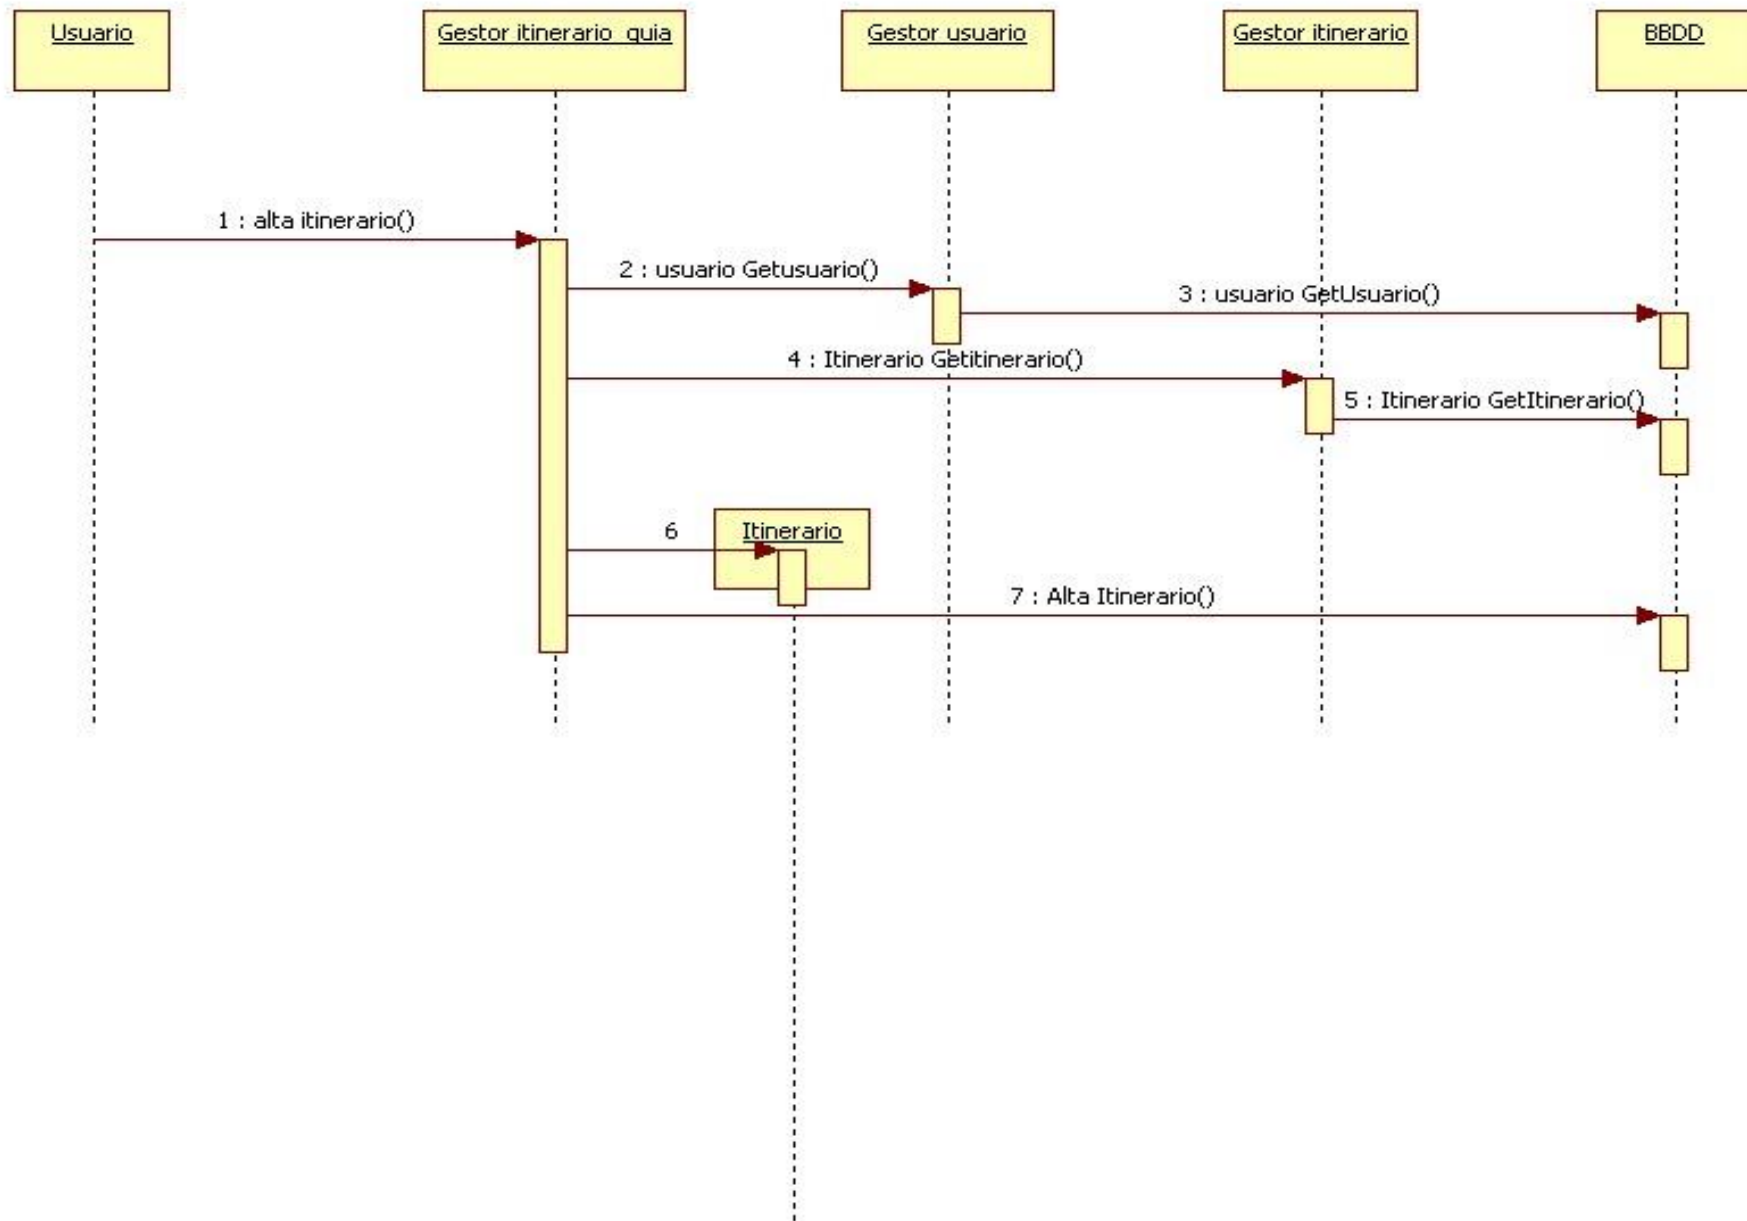 Usuario
Gestor itinerario_guia
Gestor usuario
Gestor itinerario
BBDD
1 : alta itinerario()
2 : usuario Getusuario()
3 : usuario GetUsuario()
4 : Itinerario Getitinerario()
5 : Itinerario GetItinerario()
6
Itinerario
7 : Alta Itinerario()